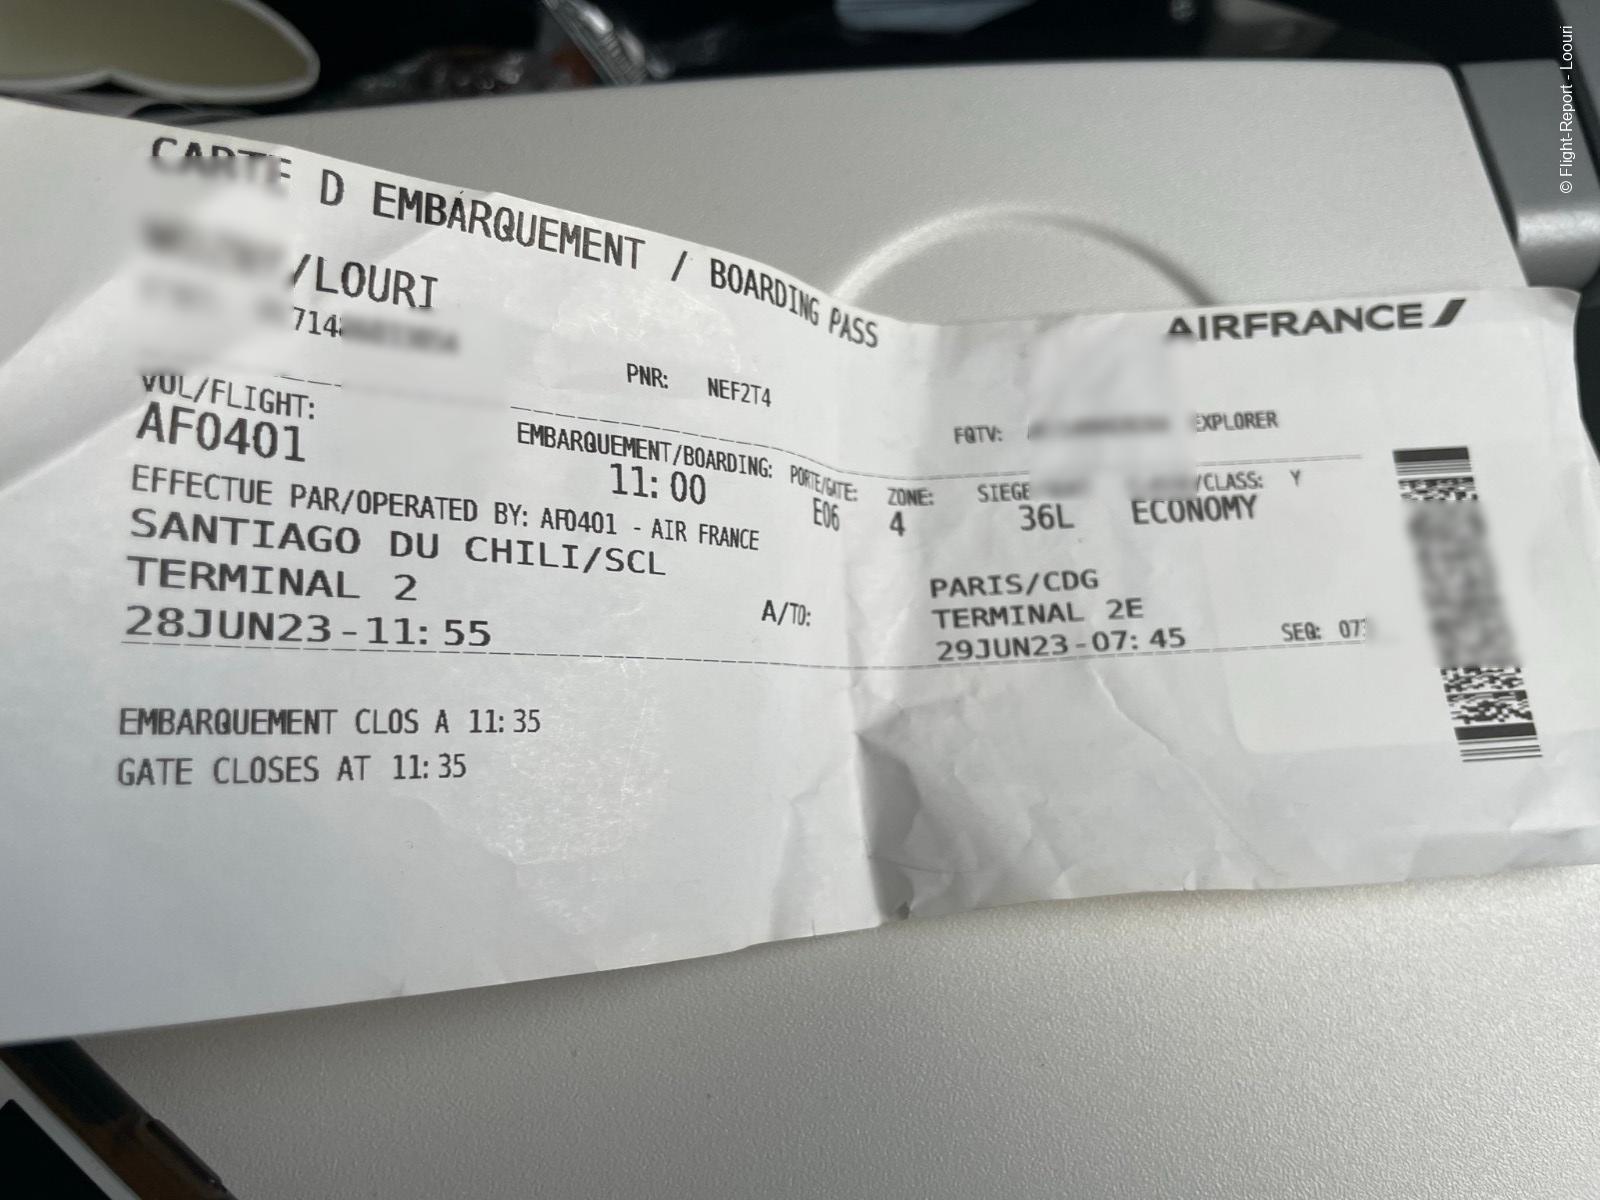 CARTE D EMBARQUEMENT / BOARDING PASS
AIRFRANCE
/LOURI
714
PNR: NEF2T4
FQTV: EXPLORER
VOL/FLIGHT: EMBARQUEMENT/BOARDING: PORTE/GATE: ZONE: SIEGE /CLASS: Y
AF0401 11:00 E06 4 36L ECONOMY
EFFECTUE PAR/OPERATED BY: AF0401 - AIR FRANCE
SANTIAGO DU CHILI/SCL PARIS/CDG
TERMINAL 2 A/TO: TERMINAL 2E
28JUN23-11:55 29JUN23-07:45 SEQ: 07
EMBARQUEMENT CLOS A 11:35
GATE CLOSES AT 11:35
© Flight-Report - Loouri